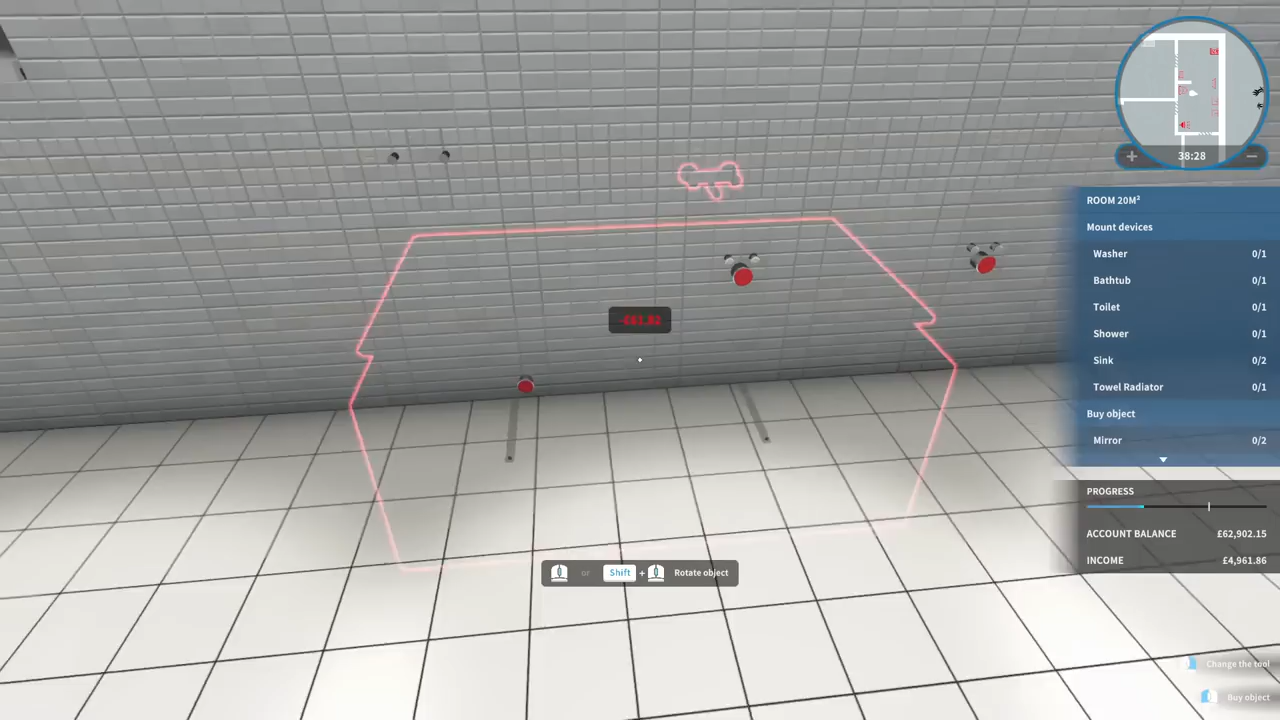 38:28
ROOM 20M²
Mount devices
Washer 0/1
Bathtub 0/1
Toilet 0/1
Shower 0/1
Sink 0/2
Towel Radiator 0/1
Buy object
Mirror 0/2
-£61.82
PROGRESS
ACCOUNT BALANCE £62,902.15
INCOME £4,961.86
or Shift + Rotate object
Change the tool
Buy object